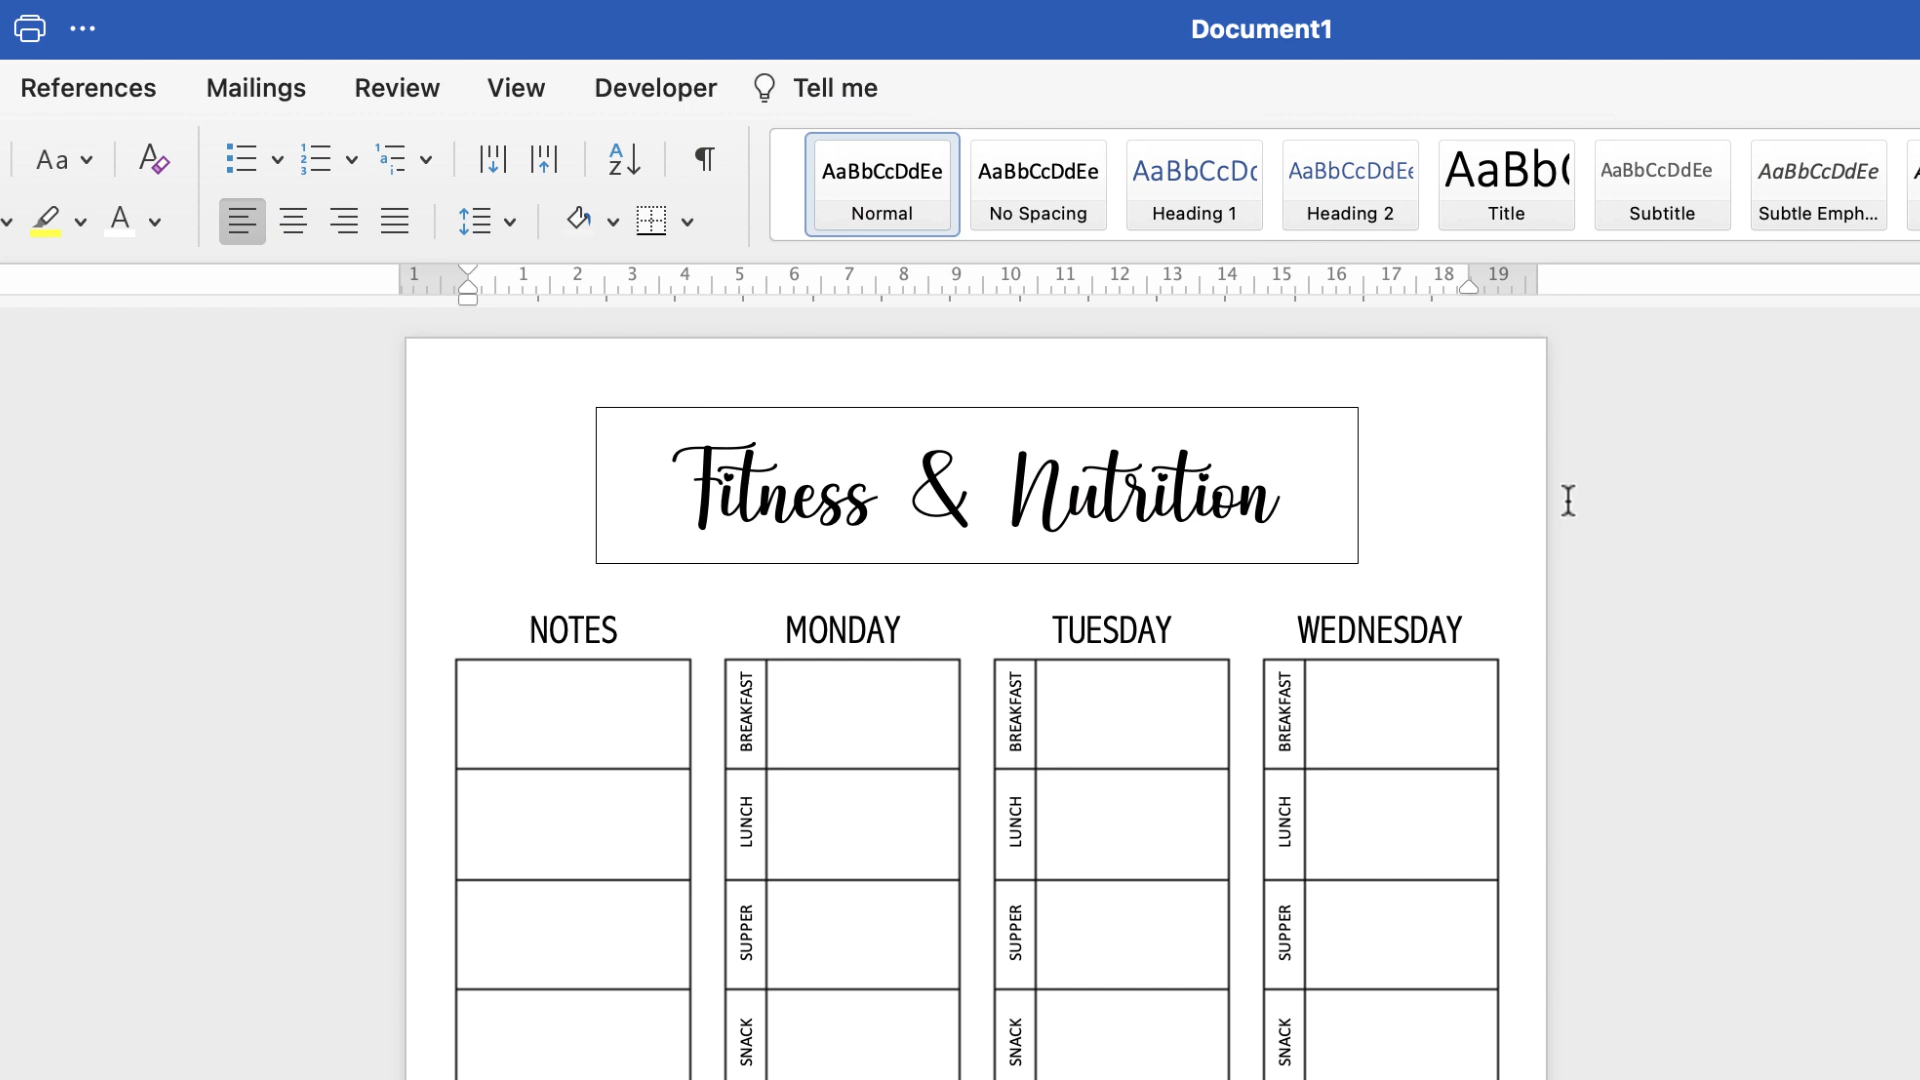 Document1
References Mailings Review View Developer Tell me
Aa
AaBbCcDdEe AaBbCcDdEe AaBbCcDc AaBbCcDdEe AaBb( AaBbCcDdEe AaBbCcDdEe
Normal No Spacing Heading 1 Heading 2 Title Subtitle Subtle Emph...
1 1 2 3 4 5 6 7 8 9 10 11 12 13 14 15 16 17 18 19
Fitness & Nutrition
NOTES MONDAY TUESDAY WEDNESDAY
BREAKFAST BREAKFAST BREAKFAST
LUNCH LUNCH LUNCH
SUPPER SUPPER SUPPER
SNACK SNACK SNACK